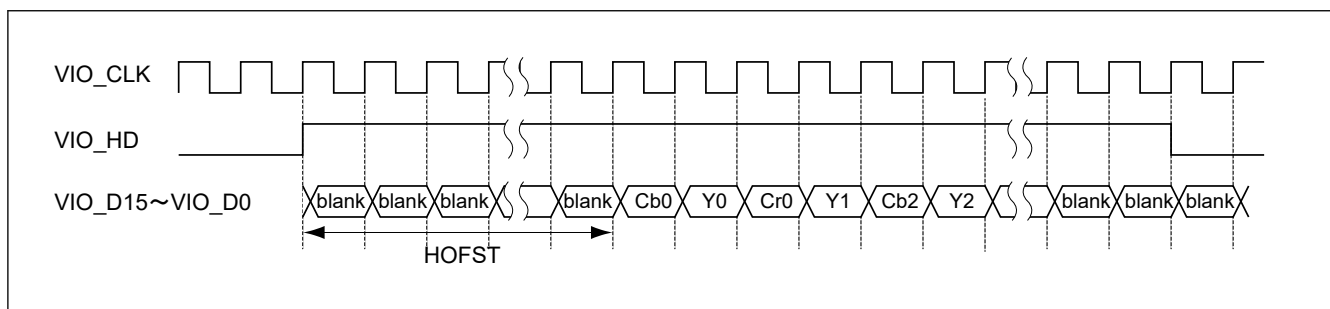 VIO_CLK
VIO_HD
VIO_D15～VIO_D0 blank blank blank blank Cb0 Y0 Cr0 Y1 Cb2 Y2 blank blank blank
HOFST